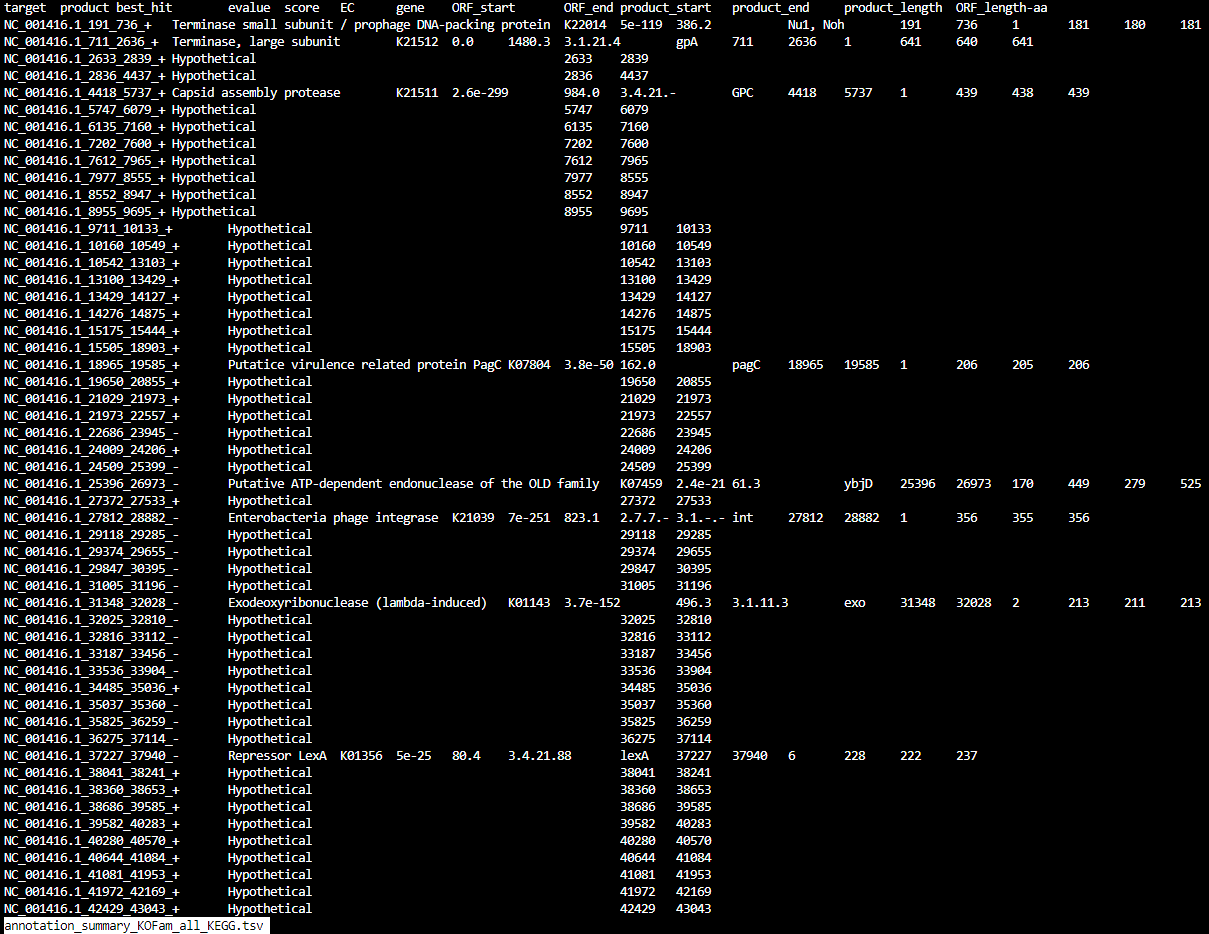 target product best_hit evalue score EC gene ORF_start ORF_end product_start product_end product_length ORF_length-aa
NC_001416.1_191_736_+ Terminase small subunit / prophage DNA-packing protein K22014 5e-119 386.2 Nu1, Noh 191 736 1 181 180 181
NC_001416.1_711_2636_+ Terminase, large subunit K21512 0.0 1480.3 3.1.21.4 gpA 711 2636 1 641 640 641
NC_001416.1_2633_2839_+ Hypothetical 2633 2839
NC_001416.1_2836_4437_+ Hypothetical 2836 4437
NC_001416.1_4418_5737_+ Capsid assembly protease K21511 2.6e-299 984.0 3.4.21.- GPC 4418 5737 1 439 438 439
NC_001416.1_5747_6079_+ Hypothetical 5747 6079
NC_001416.1_6135_7160_+ Hypothetical 6135 7160
NC_001416.1_7202_7600_+ Hypothetical 7202 7600
NC_001416.1_7612_7965_+ Hypothetical 7612 7965
NC_001416.1_7977_8555_+ Hypothetical 7977 8555
NC_001416.1_8552_8947_+ Hypothetical 8552 8947
NC_001416.1_8955_9695_+ Hypothetical 8955 9695
NC_001416.1_9711_10133_+ Hypothetical 9711 10133
NC_001416.1_10160_10549_+ Hypothetical 10160 10549
NC_001416.1_10542_13103_+ Hypothetical 10542 13103
NC_001416.1_13100_13429_+ Hypothetical 13100 13429
NC_001416.1_13429_14127_+ Hypothetical 13429 14127
NC_001416.1_14276_14875_+ Hypothetical 14276 14875
NC_001416.1_15175_15444_+ Hypothetical 15175 15444
NC_001416.1_15505_18903_+ Hypothetical 15505 18903
NC_001416.1_18965_19585_+ Putatice virulence related protein PagC K07804 3.8e-50 162.0 pagC 18965 19585 1 206 205 206
NC_001416.1_19650_20855_+ Hypothetical 19650 20855
NC_001416.1_21029_21973_+ Hypothetical 21029 21973
NC_001416.1_21973_22557_+ Hypothetical 21973 22557
NC_001416.1_22686_23945_- Hypothetical 22686 23945
NC_001416.1_24009_24206_+ Hypothetical 24009 24206
NC_001416.1_24509_25399_- Hypothetical 24509 25399
NC_001416.1_25396_26973_- Putative ATP-dependent endonuclease of the OLD family K07459 2.4e-21 61.3 ybjD 25396 26973 170 449 279 525
NC_001416.1_27372_27533_+ Hypothetical 27372 27533
NC_001416.1_27812_28882_- Enterobacteria phage integrase K21039 7e-251 823.1 2.7.7.- 3.1.-.- int 27812 28882 1 356 355 356
NC_001416.1_29118_29285_- Hypothetical 29118 29285
NC_001416.1_29374_29655_- Hypothetical 29374 29655
NC_001416.1_29847_30395_- Hypothetical 29847 30395
NC_001416.1_31005_31196_- Hypothetical 31005 31196
NC_001416.1_31348_32028_- Exodeoxyribonuclease (lambda-induced) K01143 3.7e-152 496.3 3.1.11.3 exo 31348 32028 2 213 211 213
NC_001416.1_32025_32810_- Hypothetical 32025 32810
NC_001416.1_32816_33112_- Hypothetical 32816 33112
NC_001416.1_33187_33456_- Hypothetical 33187 33456
NC_001416.1_33536_33904_- Hypothetical 33536 33904
NC_001416.1_34485_35036_+ Hypothetical 34485 35036
NC_001416.1_35037_35360_- Hypothetical 35037 35360
NC_001416.1_35825_36259_- Hypothetical 35825 36259
NC_001416.1_36275_37114_- Hypothetical 36275 37114
NC_001416.1_37227_37940_- Repressor LexA K01356 5e-25 80.4 3.4.21.88 lexA 37227 37940 6 228 222 237
NC_001416.1_38041_38241_+ Hypothetical 38041 38241
NC_001416.1_38360_38653_+ Hypothetical 38360 38653
NC_001416.1_38686_39585_+ Hypothetical 38686 39585
NC_001416.1_39582_40283_+ Hypothetical 39582 40283
NC_001416.1_40280_40570_+ Hypothetical 40280 40570
NC_001416.1_40644_41084_+ Hypothetical 40644 41084
NC_001416.1_41081_41953_+ Hypothetical 41081 41953
NC_001416.1_41972_42169_+ Hypothetical 41972 42169
NC_001416.1_42429_43043_+ Hypothetical 42429 43043
annotation_summary_KOFam_all_KEGG.tsv